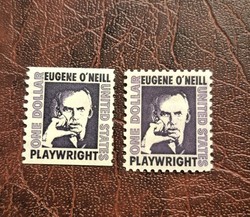 EUGENE O'NEILL
ONE DOLLAR
UNITED STATES
PLAYWRIGHT
EUGENE O'NEILL
ONE DOLLAR
UNITED STATES
PLAYWRIGHT